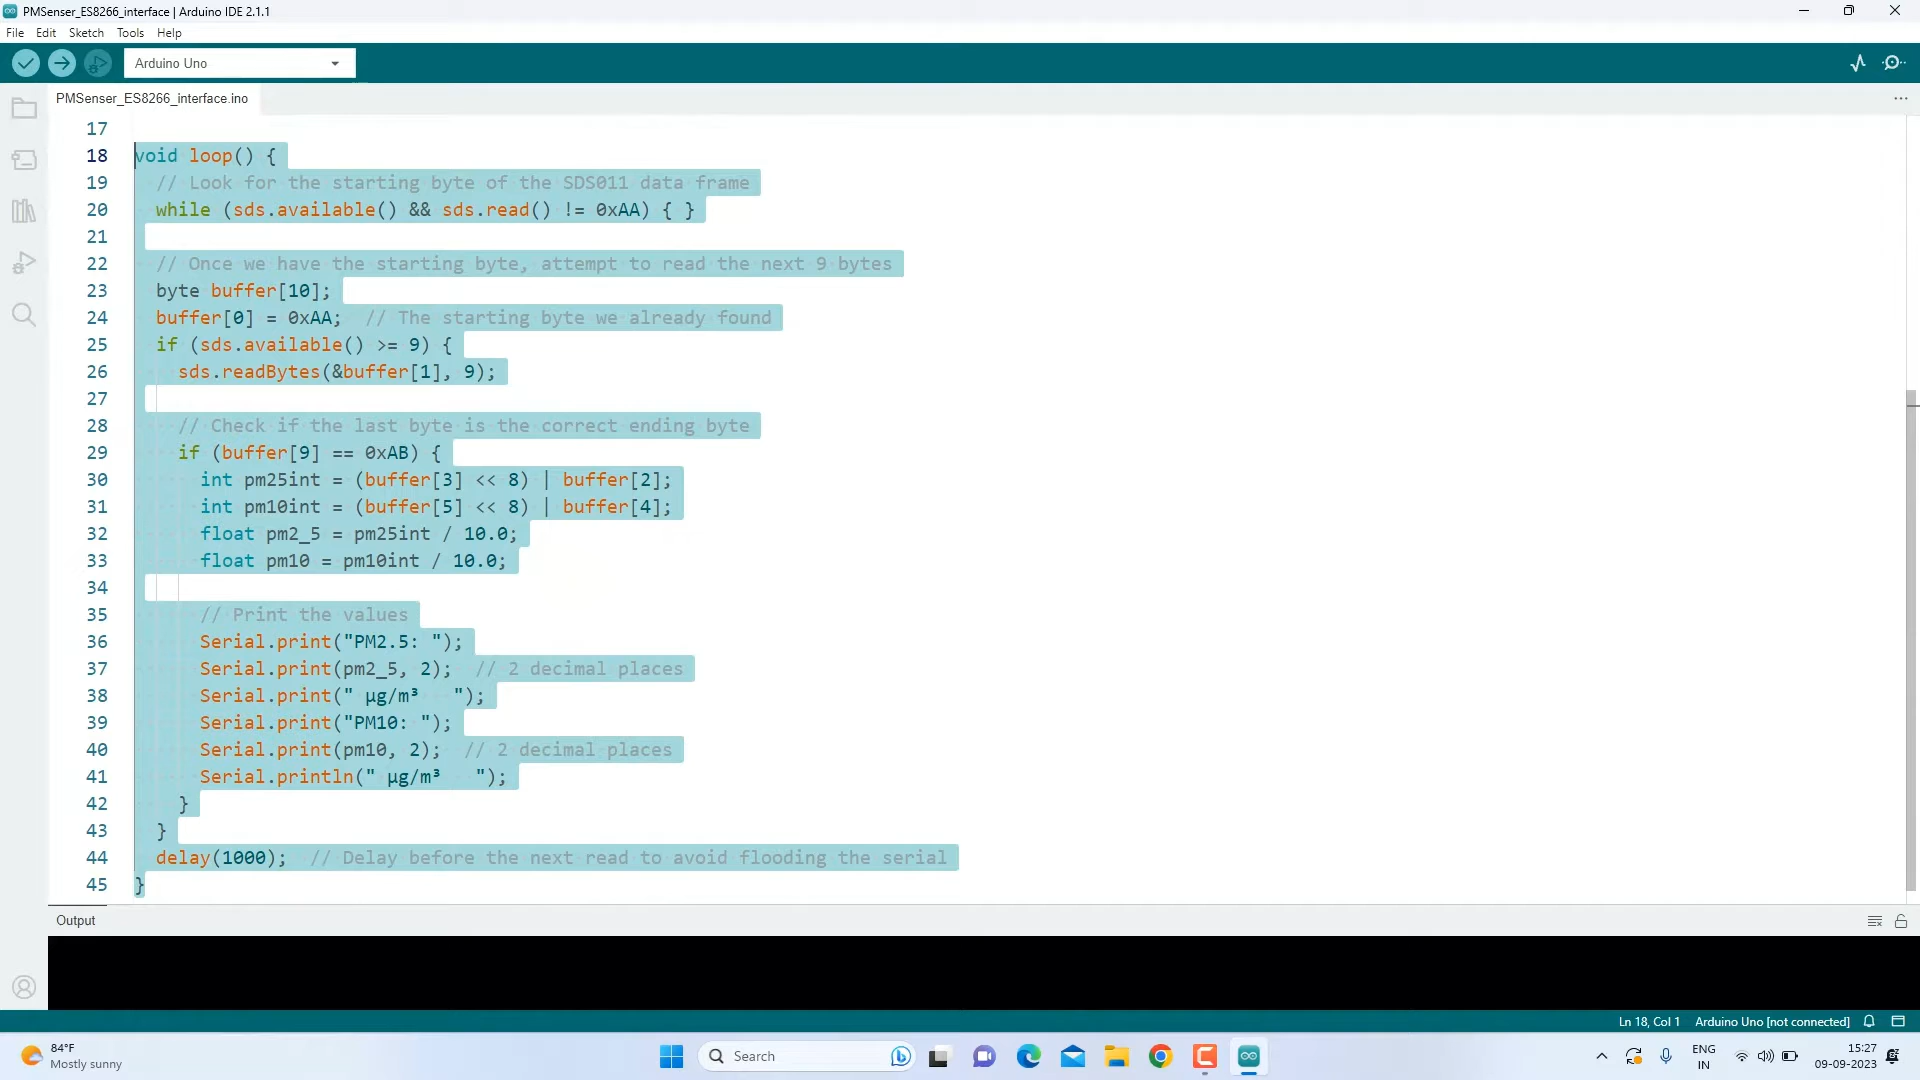 PMSenser_ES8266_interface | Arduino IDE 2.1.1
File Edit Sketch Tools Help
Arduino Uno
PMSenser_ES8266_interface.ino
17
18 void loop() {
19 // Look for the starting byte of the SDS011 data frame
20 while (sds.available() && sds.read() != 0xAA) { }
21
22 // Once we have the starting byte, attempt to read the next 9 bytes
23 byte buffer[10];
24 buffer[0] = 0xAA; // The starting byte we already found
25 if (sds.available() >= 9) {
26 sds.readBytes(&buffer[1], 9);
27
28 // Check if the last byte is the correct ending byte
29 if (buffer[9] == 0xAB) {
30 int pm25int = (buffer[3] << 8) | buffer[2];
31 int pm10int = (buffer[5] << 8) | buffer[4];
32 float pm2_5 = pm25int / 10.0;
33 float pm10 = pm10int / 10.0;
34
35 // Print the values
36 Serial.print("PM2.5: ");
37 Serial.print(pm2_5, 2); // 2 decimal places
38 Serial.print(" µg/m³   ");
39 Serial.print("PM10: ");
40 Serial.print(pm10, 2); // 2 decimal places
41 Serial.println(" µg/m³   ");
42 }
43 }
44 delay(1000); // Delay before the next read to avoid flooding the serial
45 }
Output
Ln 18, Col 1 Arduino Uno [not connected]
84°F
Mostly sunny
Search
ENG
IN
15:27
09-09-2023